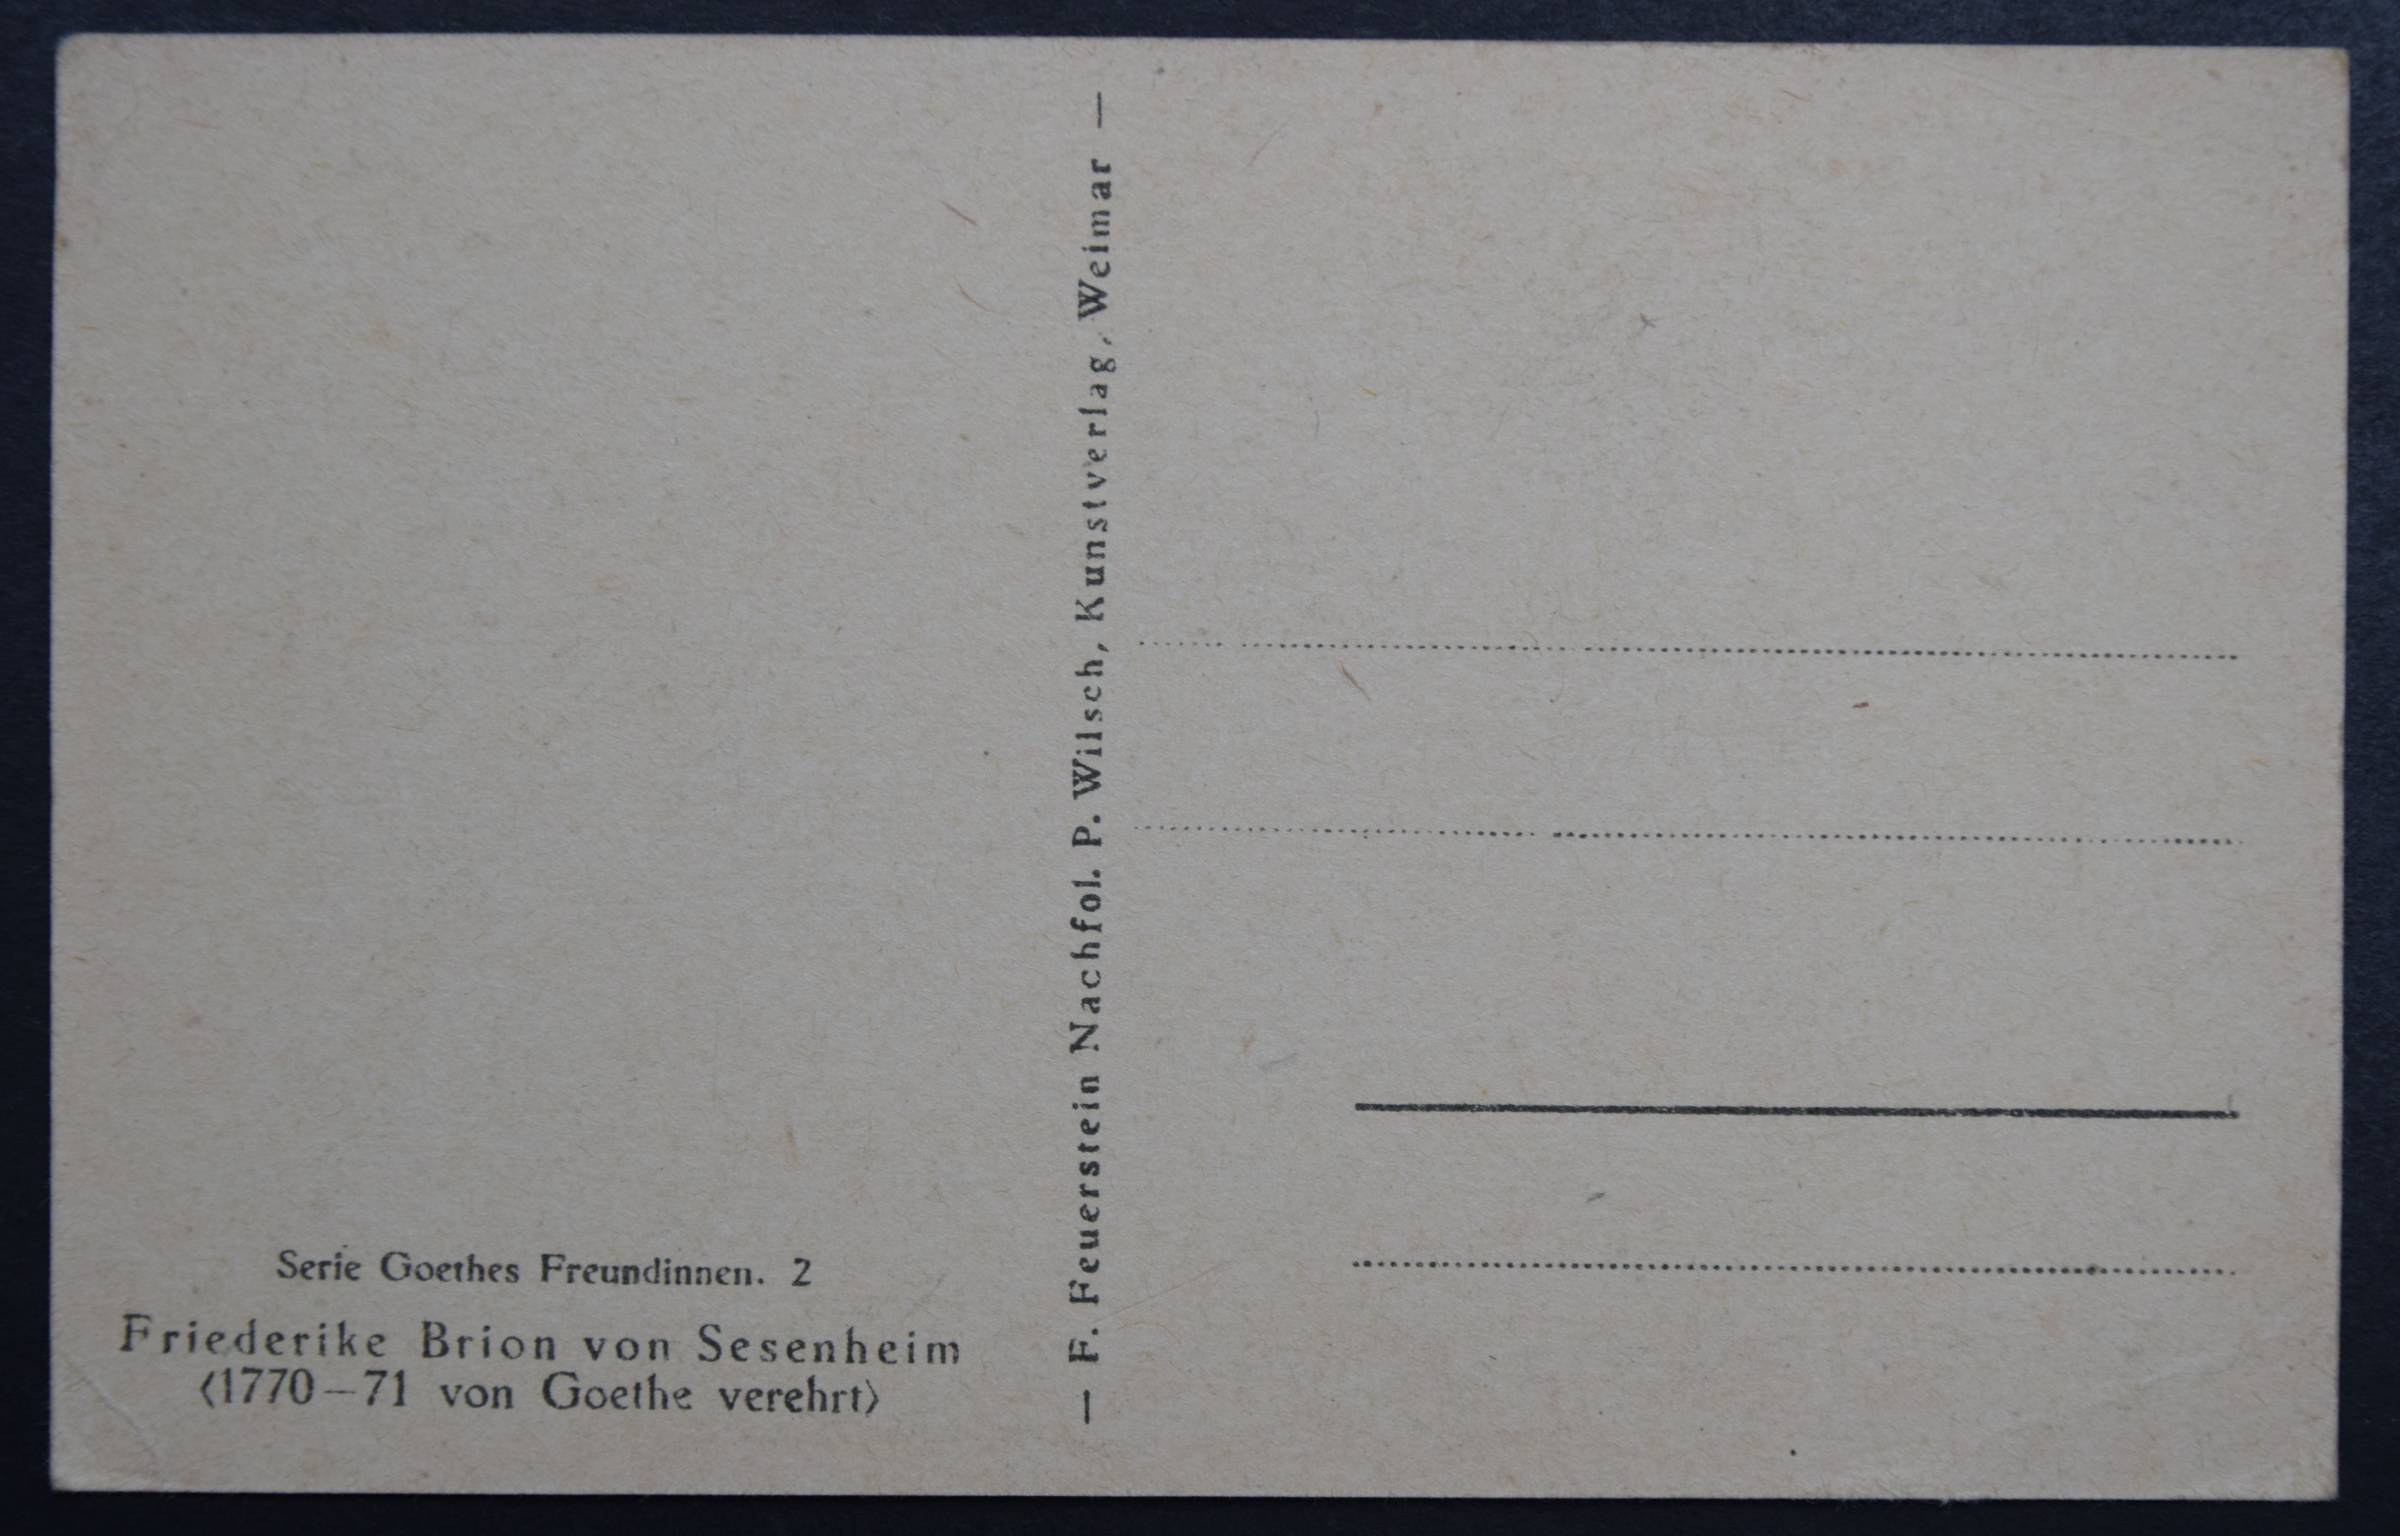 Serie Goethes Freundinnen. 2
Friederike Brion von Sesenheim
⟨1770–71 von Goethe verehrt⟩
— F. Feuerstein Nachfol. P. Wilsch, Kunstverlag, Weimar —